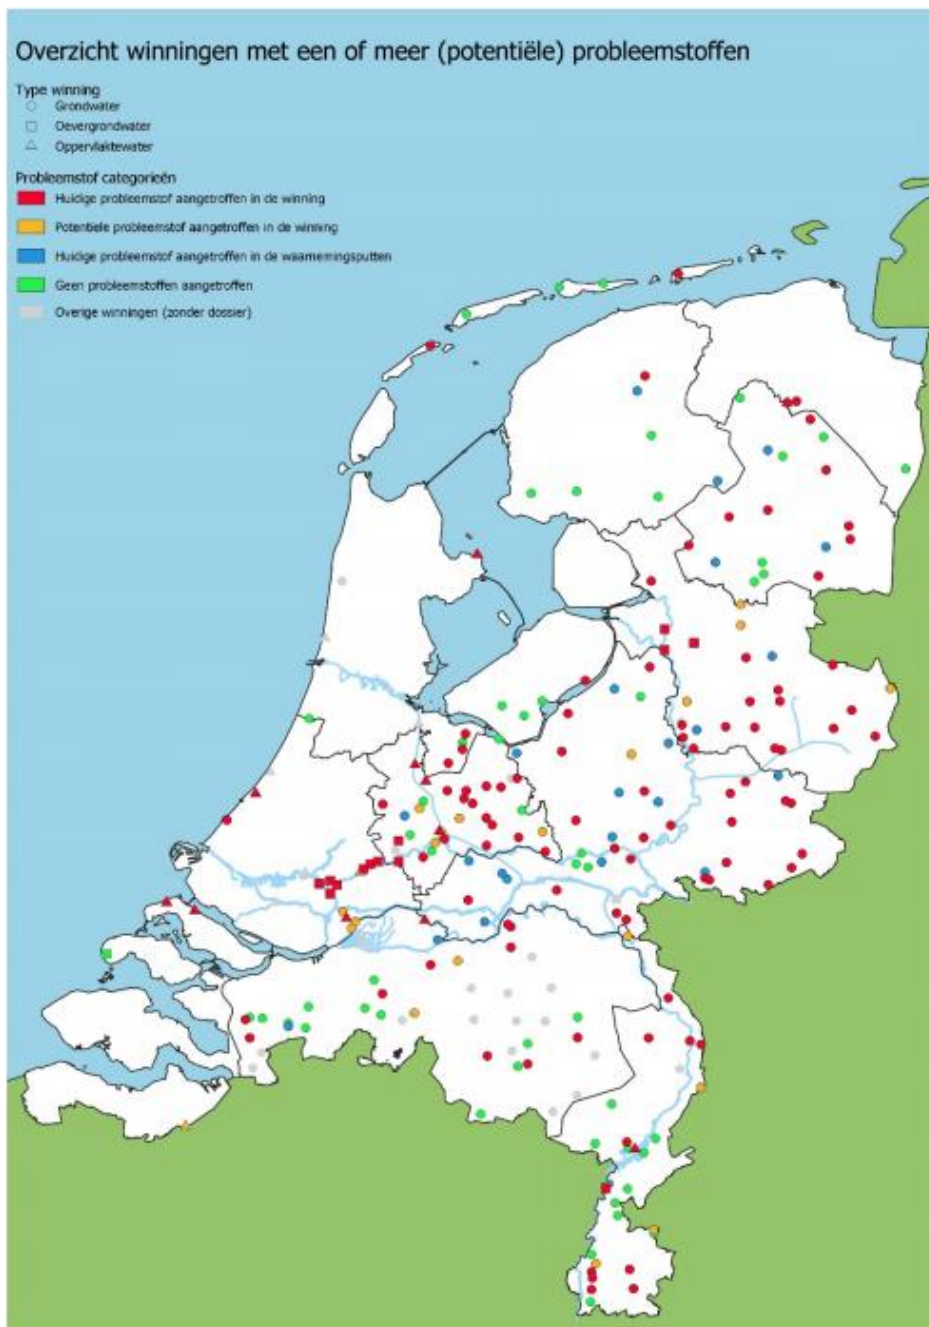 Overzicht winningen met een of meer (potentiële) probleemstoffen
Type winning
Grondwater
Oevergrondwater
Oppervlaktewater
Probleemstof categorieën
Huidige probleemstof aangetroffen in de winning
Potentiele probleemstof aangetroffen in de winning
Huidige probleemstof aangetroffen in de waarnemingsputten
Geen probleemstoffen aangetroffen
Overige winningen (zonder dossier)